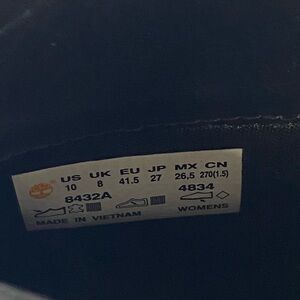 US UK EU JP MX CN
10 8 41.5 27 26,5 270(1.5)
8432A 4834
MADE IN VIETNAM WOMENS